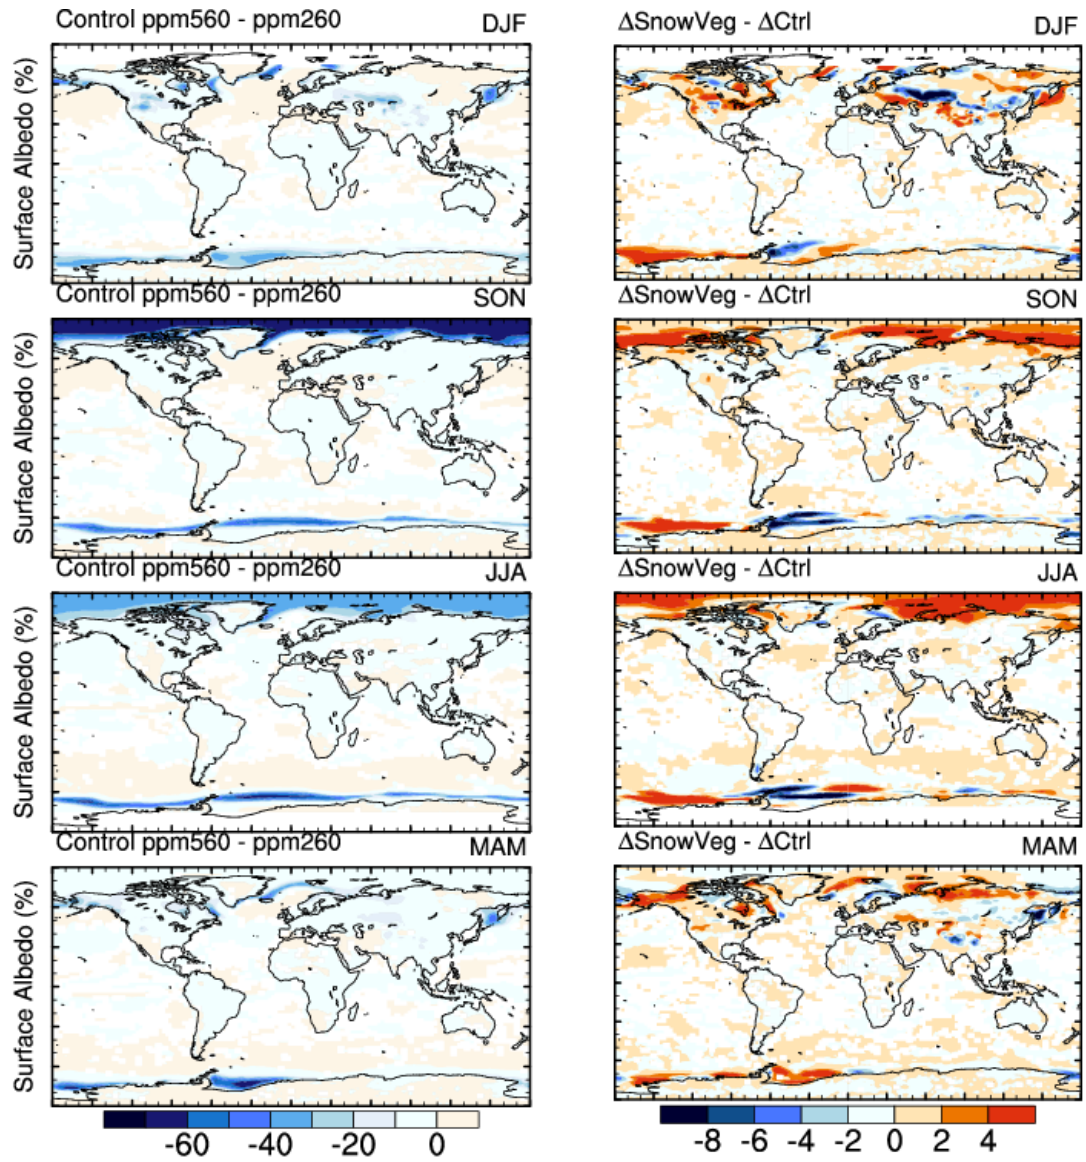 Control ppm560 - ppm260 DJF
ΔSnowVeg - ΔCtrl DJF
Surface Albedo (%)
Control ppm560 - ppm260 SON
ΔSnowVeg - ΔCtrl SON
Surface Albedo (%)
Control ppm560 - ppm260 JJA
ΔSnowVeg - ΔCtrl JJA
Surface Albedo (%)
Control ppm560 - ppm260 MAM
ΔSnowVeg - ΔCtrl MAM
Surface Albedo (%)
-60 -40 -20 0
-8 -6 -4 -2 0 2 4